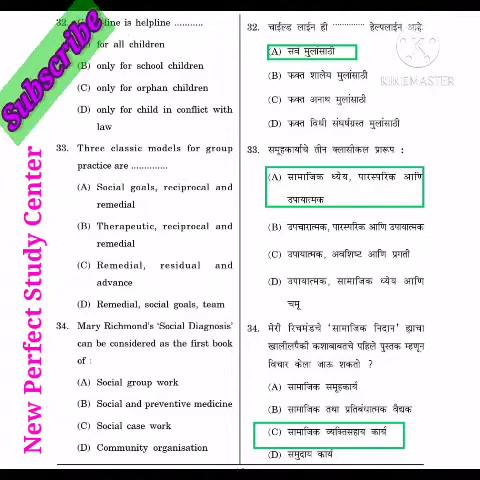 Subscribe
New Perfect Study Center
KINEMASTER
32. line is helpline ...........
for all children
(B) only for school children
(C) only for orphan children
(D) only for child in conflict with
law
33. Three classic models for group
practice are ..............
(A) Social goals, reciprocal and
remedial
(B) Therapeutic, reciprocal and
remedial
(C) Remedial, residual and
advance
(D) Remedial, social goals, team
34. Mary Richmond's 'Social Diagnosis'
can be considered as the first book
of :
(A) Social group work
(B) Social and preventive medicine
(C) Social case work
(D) Community organisation
32. चाईल्ड लाईन ही ............ हेल्पलाईन आहे
(A) सर्व मुलांसाठी
(B) फक्त शालेय मुलांसाठी
(C) फक्त अनाथ मुलांसाठी
(D) फक्त विधी संघर्षग्रस्त मुलांसाठी
33. समूहकार्याचे तीन क्लासीकल प्रारूप :
(A) सामाजिक ध्येय, पारस्परिक आणि
उपायात्मक
(B) उपचारात्मक, पारस्परिक आणि उपायात्मक
(C) उपायात्मक, अवशिष्ट आणि प्रगती
(D) उपायात्मक, सामाजिक ध्येय आणि
चमू
34. मेरी रिचमंडचे 'सामाजिक निदान' ह्याचा
खालीलपैकी कशाबाबतचे पहिले पुस्तक म्हणून
विचार केला जाऊ शकतो ?
(A) सामाजिक समूहकार्य
(B) सामाजिक तथा प्रतिबंधात्मक वैद्यक
(C) सामाजिक व्यक्तिसहाय कार्य
(D) समुदाय कार्य